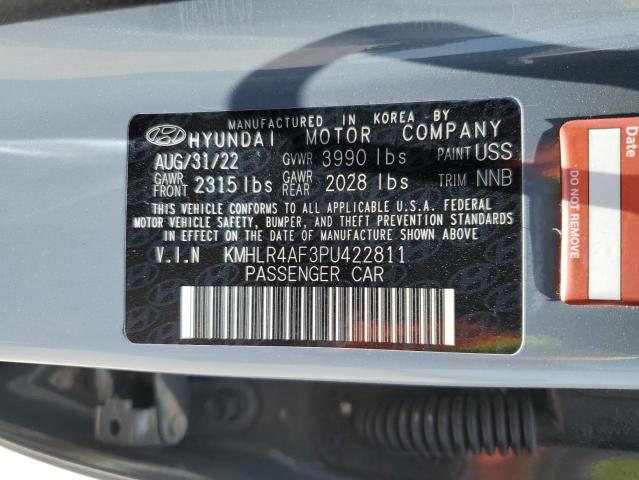 MANUFACTURED IN KOREA BY
HYUNDAI MOTOR COMPANY
AUG/31/22 GVWR 3990 lbs PAINT USS
GAWR FRONT 2315 lbs GAWR REAR 2028 lbs TRIM NNB
THIS VEHICLE CONFORMS TO ALL APPLICABLE U.S.A. FEDERAL
MOTOR VEHICLE SAFETY, BUMPER, AND THEFT PREVENTION STANDARDS
IN EFFECT ON THE DATE OF MANUFACTURE SHOWN ABOVE.
V.I.N KMHLR4AF3PU422811
PASSENGER CAR
DO NOT REMOVE